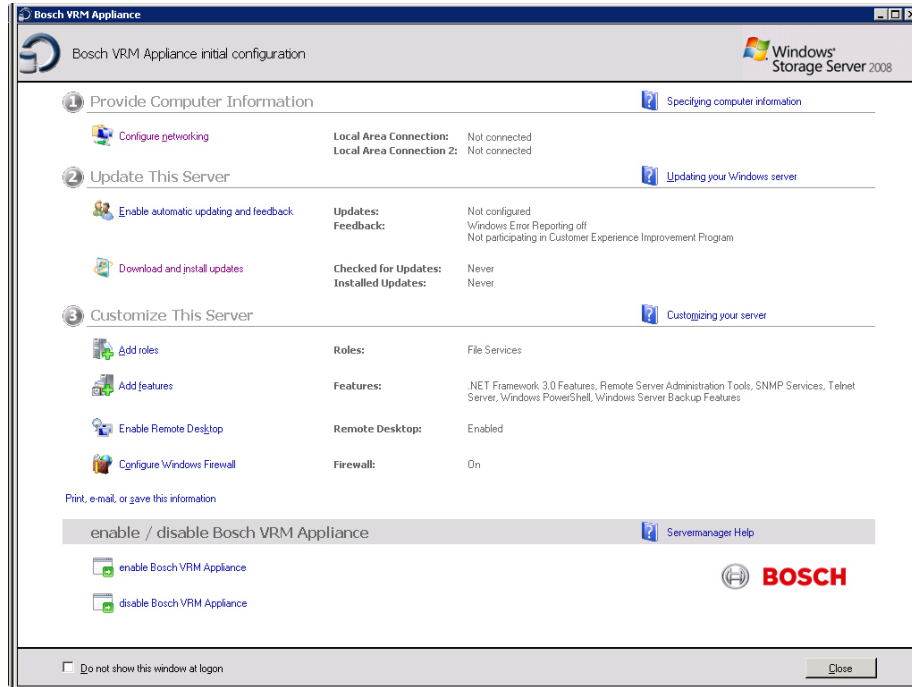 Bosch VRM Appliance
Bosch VRM Appliance initial configuration
Windows
Storage Server 2008
1 Provide Computer Information
Specifying computer information
Configure networking
Local Area Connection: Not connected
Local Area Connection 2: Not connected
2 Update This Server
Updating your Windows server
Enable automatic updating and feedback
Updates: Not configured
Feedback: Windows Error Reporting off
Not participating in Customer Experience Improvement Program
Download and install updates
Checked for Updates: Never
Installed Updates: Never
3 Customize This Server
Customizing your server
Add roles
Roles: File Services
Add features
Features: .NET Framework 3.0 Features, Remote Server Administration Tools, SNMP Services, Telnet
Server, Windows PowerShell, Windows Server Backup Features
Enable Remote Desktop
Remote Desktop: Enabled
Configure Windows Firewall
Firewall: On
Print, e-mail, or save this information
enable / disable Bosch VRM Appliance
Servermanager Help
enable Bosch VRM Appliance
BOSCH
disable Bosch VRM Appliance
Do not show this window at logon
Close